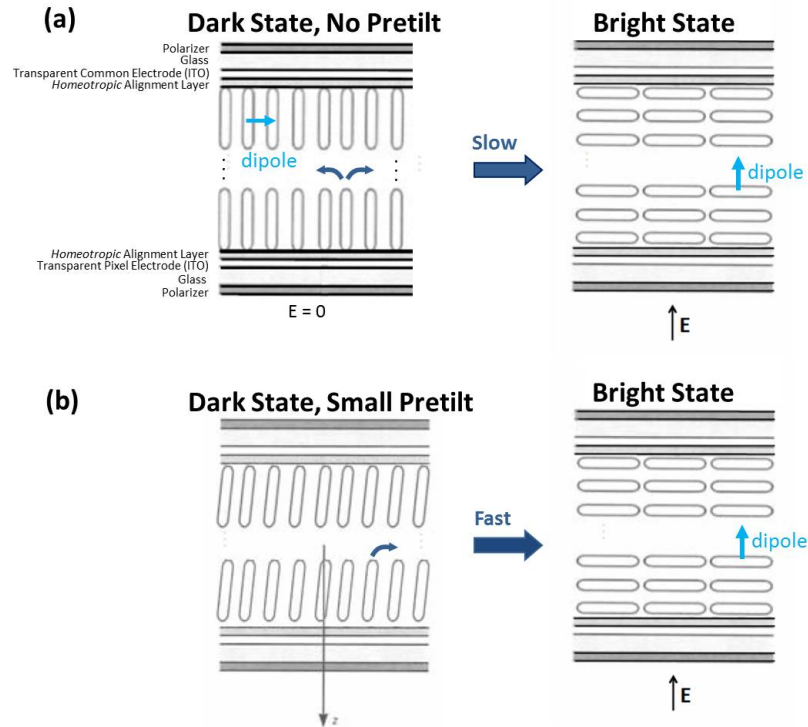 (a)
Dark State, No Pretilt
Bright State
Polarizer
Glass
Transparent Common Electrode (ITO)
Homeotropic Alignment Layer
dipole
Slow
dipole
Homeotropic Alignment Layer
Transparent Pixel Electrode (ITO)
Glass
Polarizer
E = 0
E
(b)
Dark State, Small Pretilt
Bright State
Fast
dipole
z
E